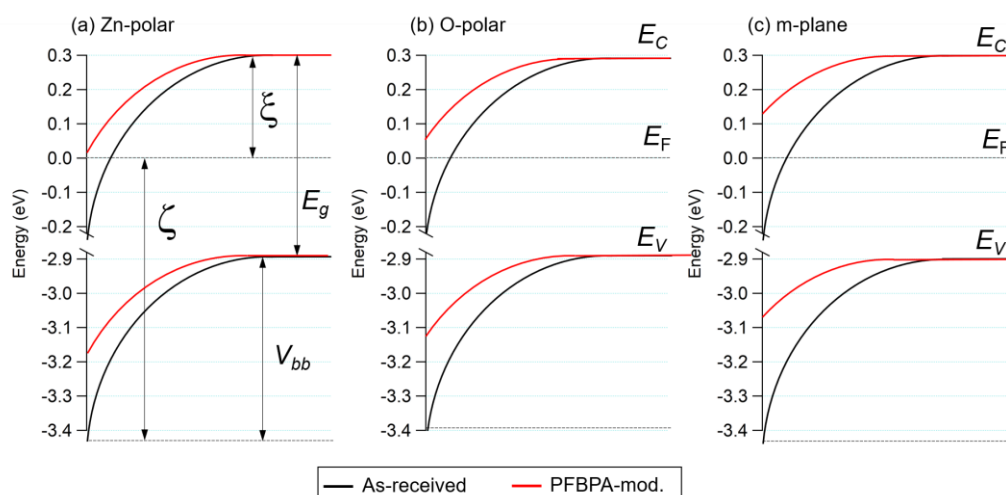 (a) Zn-polar
0.3
0.2
0.1
0.0
-0.1
-0.2
-2.9
-3.0
-3.1
-3.2
-3.3
-3.4
Energy (eV)
ξ
ζ
E_g
V_bb
(b) O-polar
0.3
0.2
0.1
0.0
-0.1
-0.2
-2.9
-3.0
-3.1
-3.2
-3.3
-3.4
Energy (eV)
E_C
E_F
E_V
(c) m-plane
0.3
0.2
0.1
0.0
-0.1
-0.2
-2.9
-3.0
-3.1
-3.2
-3.3
-3.4
Energy (eV)
E_C
E_F
E_V
As-received
PFBPA-mod.